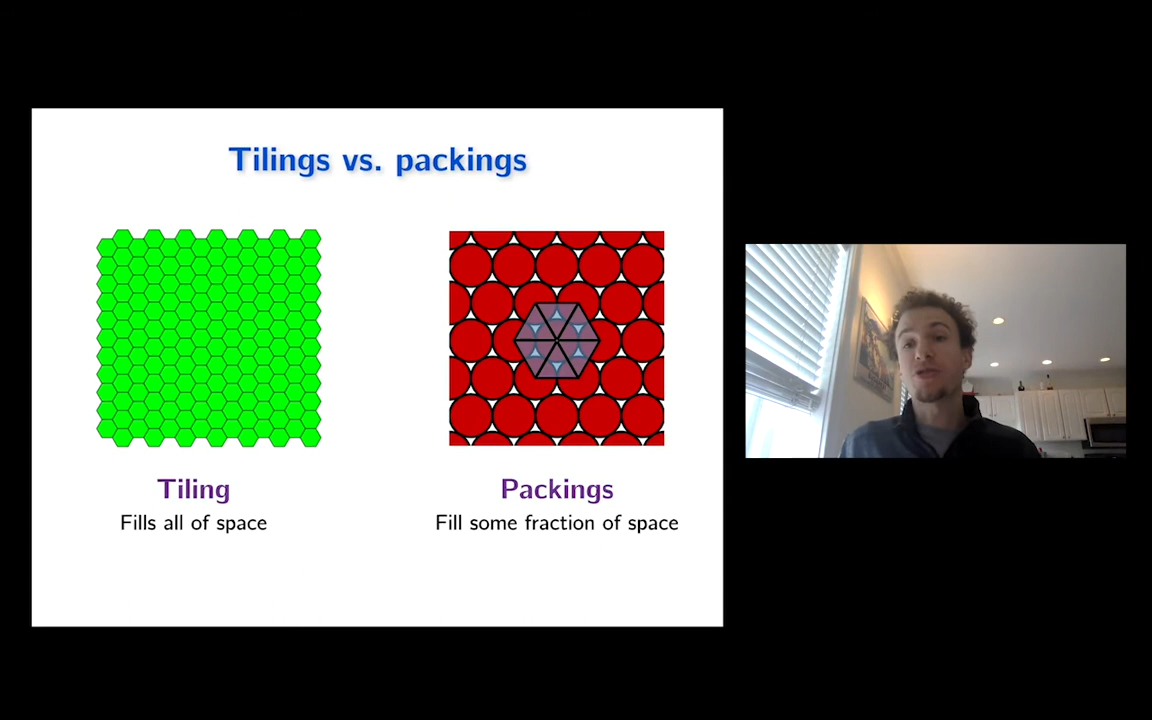 Tilings vs. packings
Tiling
Fills all of space
Packings
Fill some fraction of space